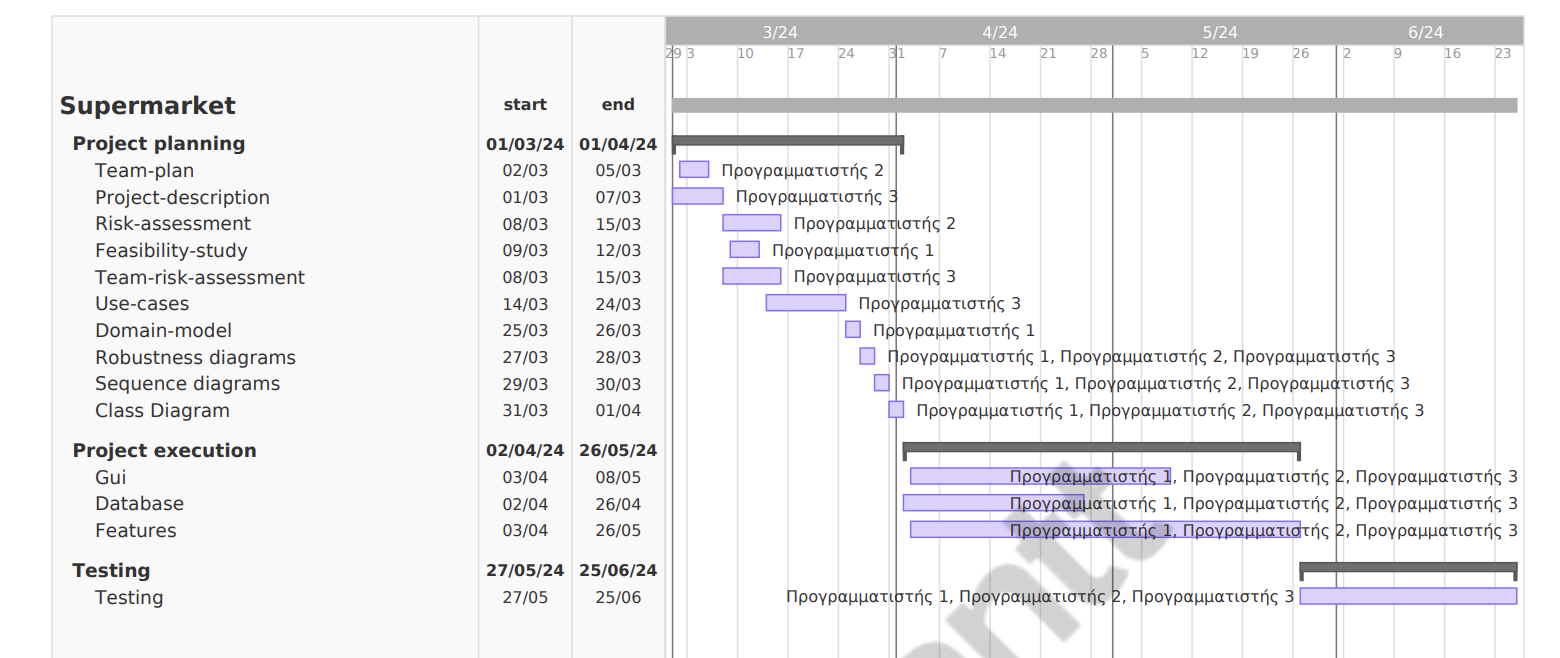 3/24 4/24 5/24 6/24
29 3 10 17 24 31 7 14 21 28 5 12 19 26 2 9 16 23
Supermarket start end
Project planning 01/03/24 01/04/24
Team-plan 02/03 05/03 Προγραμματιστής 2
Project-description 01/03 07/03 Προγραμματιστής 3
Risk-assessment 08/03 15/03 Προγραμματιστής 2
Feasibility-study 09/03 12/03 Προγραμματιστής 1
Team-risk-assessment 08/03 15/03 Προγραμματιστής 3
Use-cases 14/03 24/03 Προγραμματιστής 3
Domain-model 25/03 26/03 Προγραμματιστής 1
Robustness diagrams 27/03 28/03 Προγραμματιστής 1, Προγραμματιστής 2, Προγραμματιστής 3
Sequence diagrams 29/03 30/03 Προγραμματιστής 1, Προγραμματιστής 2, Προγραμματιστής 3
Class Diagram 31/03 01/04 Προγραμματιστής 1, Προγραμματιστής 2, Προγραμματιστής 3
Project execution 02/04/24 26/05/24
Gui 03/04 08/05 Προγραμματιστής 1, Προγραμματιστής 2, Προγραμματιστής 3
Database 02/04 26/04 Προγραμματιστής 1, Προγραμματιστής 2, Προγραμματιστής 3
Features 03/04 26/05 Προγραμματιστής 1, Προγραμματιστής 2, Προγραμματιστής 3
Testing 27/05/24 25/06/24
Testing 27/05 25/06 Προγραμματιστής 1, Προγραμματιστής 2, Προγραμματιστής 3